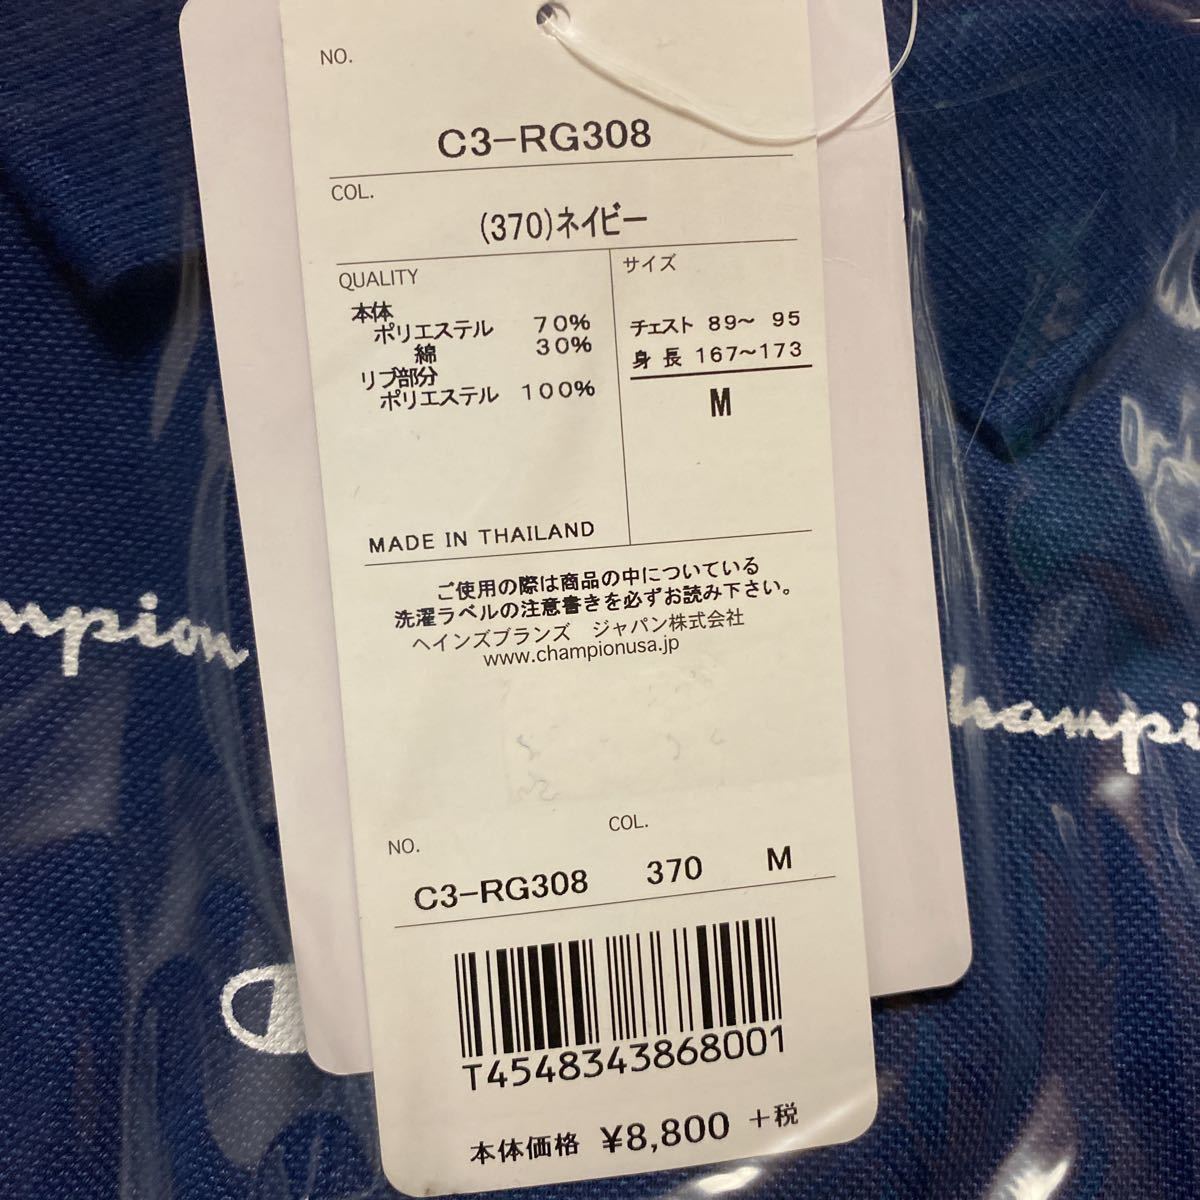 NO.
C3-RG308
COL.
(370)ネイビー
QUALITY
本体
ポリエステル 70%
綿 30%
リブ部分
ポリエステル 100%
サイズ
チェスト 89〜 95
身 長 167〜173
M
MADE IN THAILAND
ご使用の際は商品の中についている
洗濯ラベルの注意書きを必ずお読み下さい。
ヘインズブランズ ジャパン株式会社
www.championusa.jp
mpion
hampi
NO. COL.
C3-RG308 370 M
T4548343868001
本体価格 ¥8,800 +税